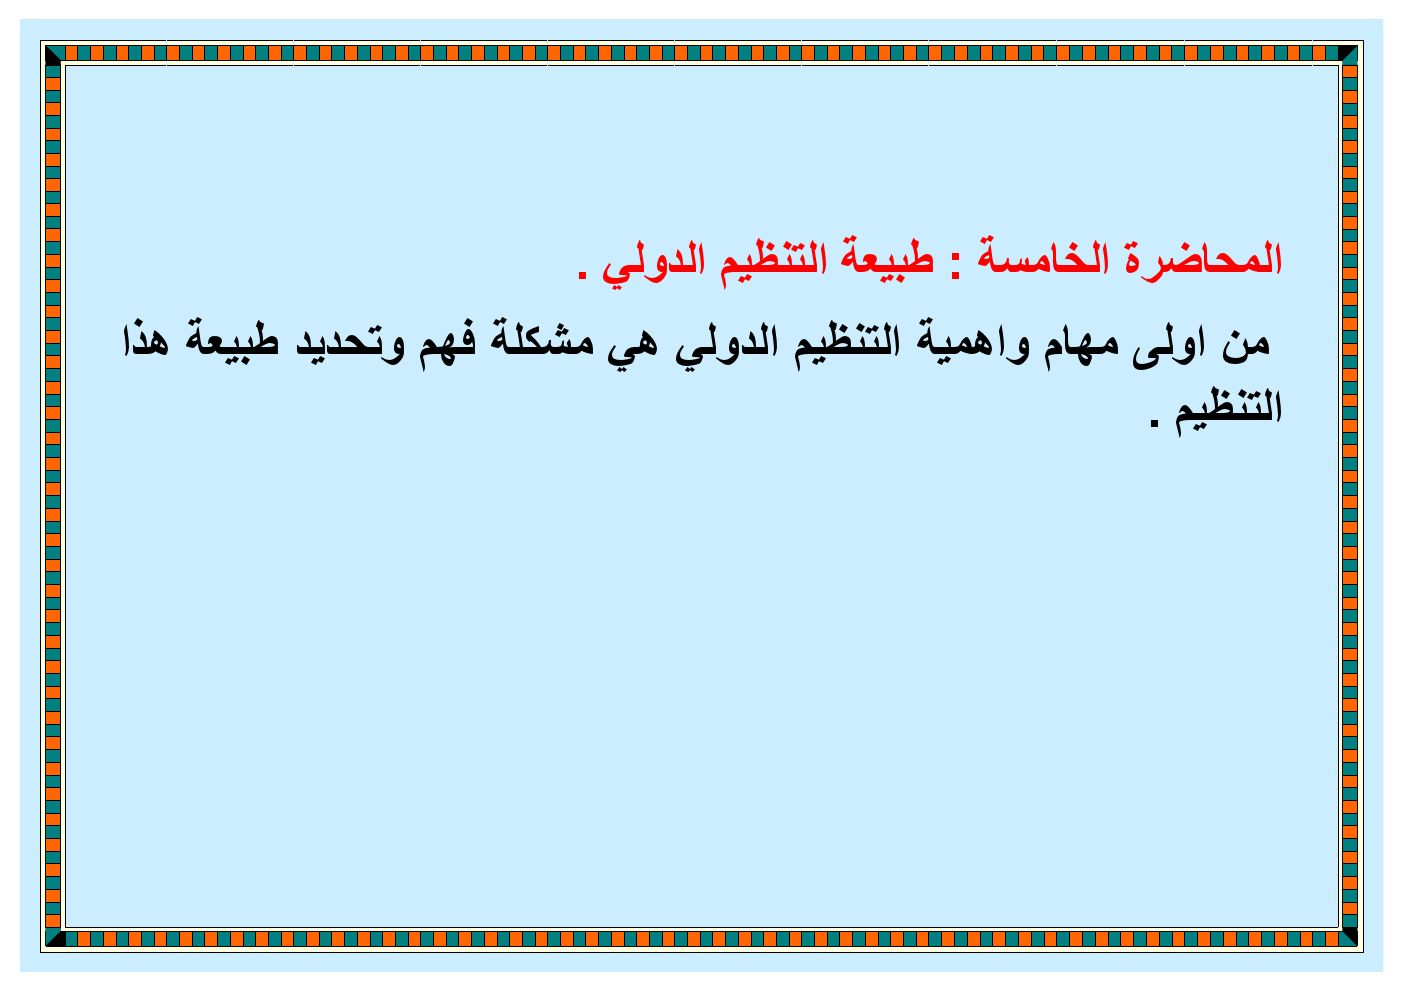 المحاضرة الخامسة : طبيعة التنظيم الدولي .
من اولى مهام واهمية التنظيم الدولي هي مشكلة فهم وتحديد طبيعة هذا
التنظيم .